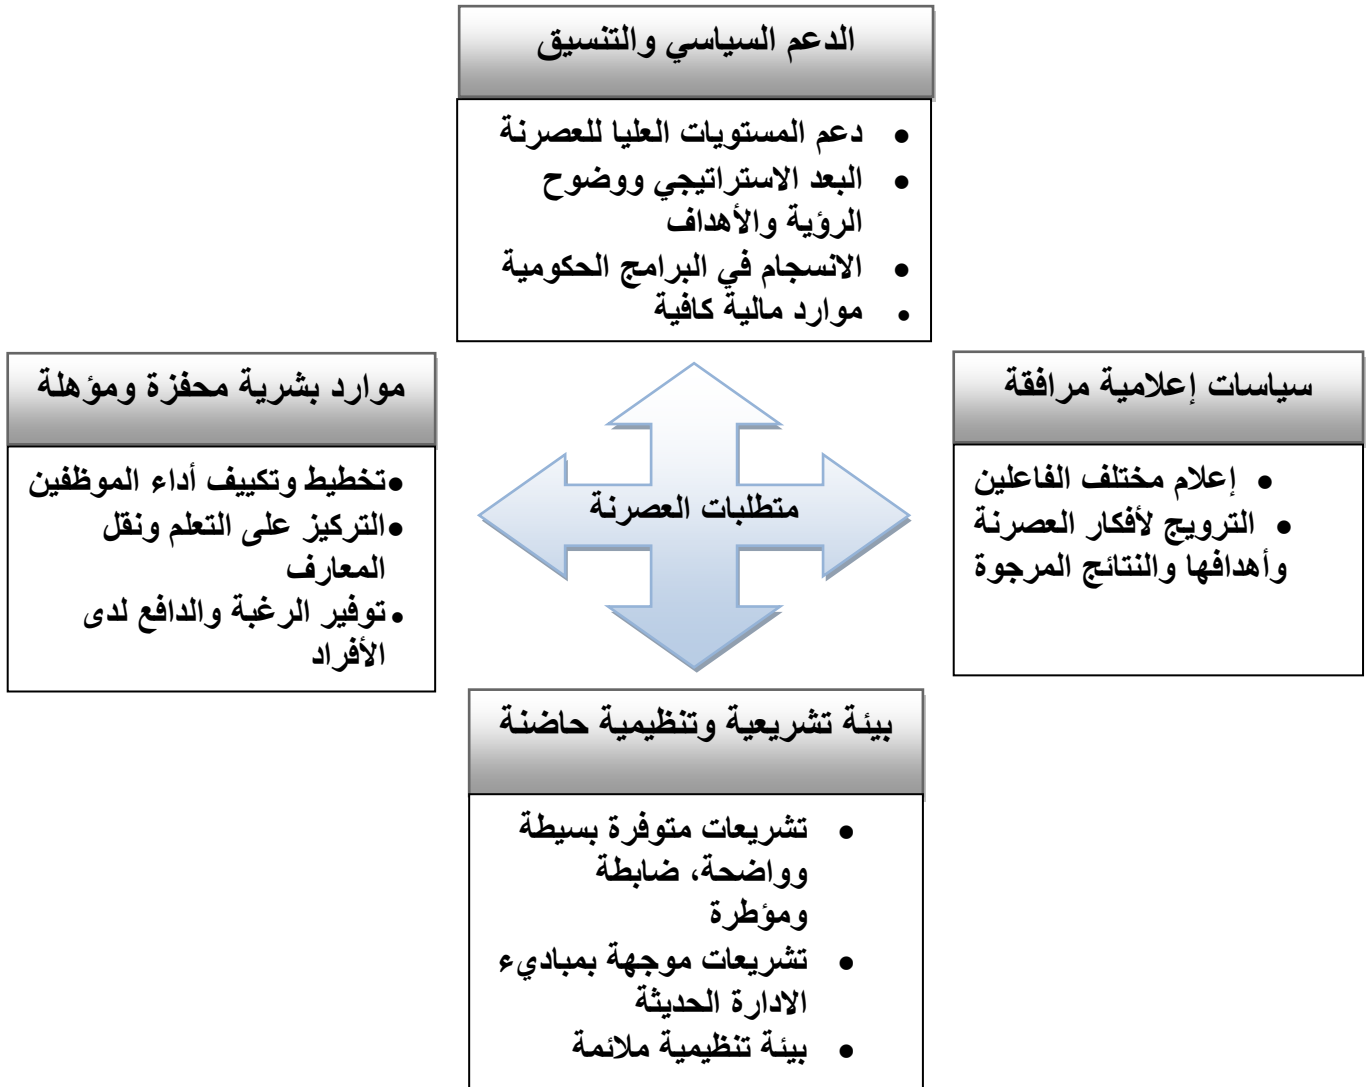 الدعم السياسي والتنسيق
• دعم المستويات العليا للعصرنة
• البعد الاستراتيجي ووضوح
الرؤية والأهداف
• الانسجام في البرامج الحكومية
• موارد مالية كافية
سياسات إعلامية مرافقة
• إعلام مختلف الفاعلين
• الترويج لأفكار العصرنة
وأهدافها والنتائج المرجوة
متطلبات العصرنة
موارد بشرية محفزة ومؤهلة
•تخطيط وتكييف أداء الموظفين
•التركيز على التعلم ونقل
المعارف
•توفير الرغبة والدافع لدى
الأفراد
بيئة تشريعية وتنظيمية حاضنة
• تشريعات متوفرة بسيطة
وواضحة، ضابطة
ومؤطرة
• تشريعات موجهة بمباديء
الادارة الحديثة
• بيئة تنظيمية ملائمة